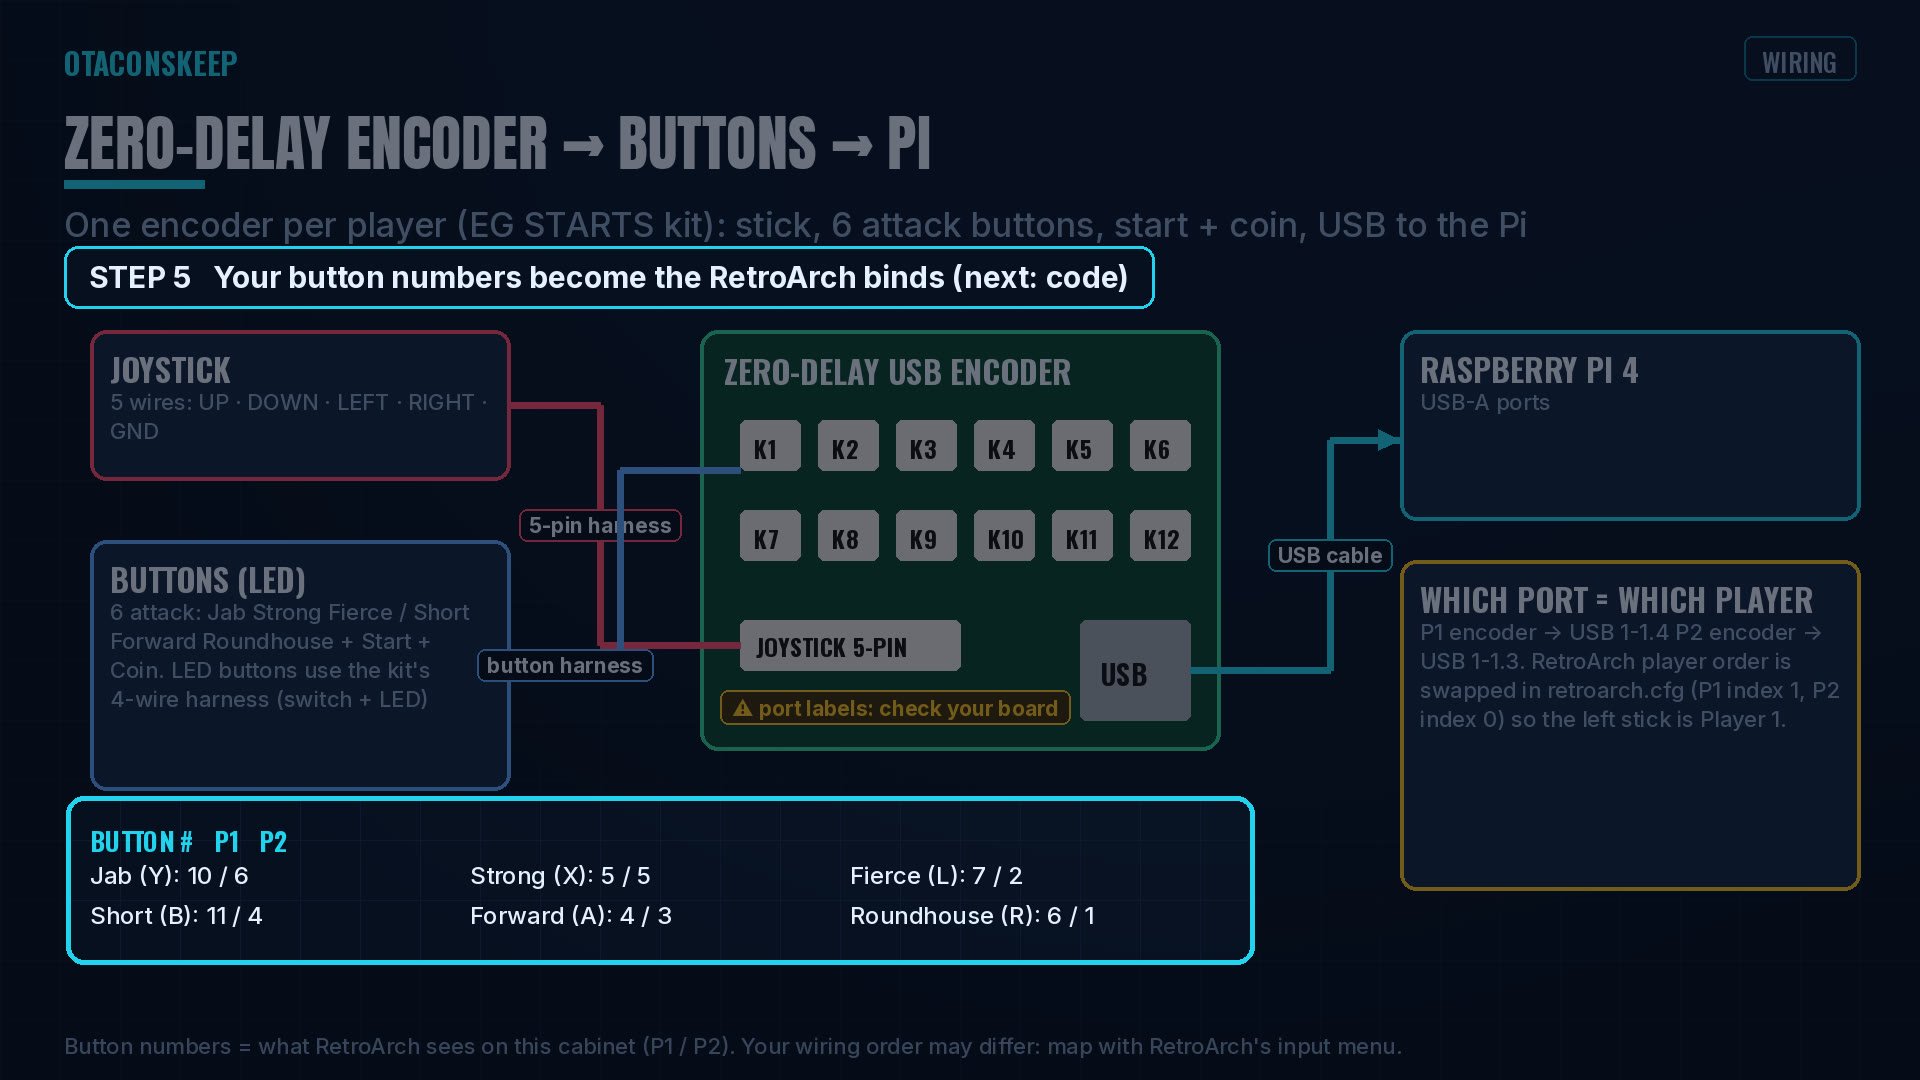 OTACONSKEEP
WIRING
ZERO-DELAY ENCODER → BUTTONS → PI
One encoder per player (EG STARTS kit): stick, 6 attack buttons, start + coin, USB to the Pi
STEP 5 Your button numbers become the RetroArch binds (next: code)
JOYSTICK
5 wires: UP · DOWN · LEFT · RIGHT ·
GND
5-pin harness
BUTTONS (LED)
6 attack: Jab Strong Fierce / Short
Forward Roundhouse + Start +
Coin. LED buttons use the kit's
4-wire harness (switch + LED)
button harness
ZERO-DELAY USB ENCODER
K1 K2 K3 K4 K5 K6
K7 K8 K9 K10 K11 K12
JOYSTICK 5-PIN
USB
⚠ port labels: check your board
USB cable
RASPBERRY PI 4
USB-A ports
WHICH PORT = WHICH PLAYER
P1 encoder → USB 1-1.4 P2 encoder →
USB 1-1.3. RetroArch player order is
swapped in retroarch.cfg (P1 index 1, P2
index 0) so the left stick is Player 1.
BUTTON # P1 P2
Jab (Y): 10 / 6 Strong (X): 5 / 5 Fierce (L): 7 / 2
Short (B): 11 / 4 Forward (A): 4 / 3 Roundhouse (R): 6 / 1
Button numbers = what RetroArch sees on this cabinet (P1 / P2). Your wiring order may differ: map with RetroArch's input menu.